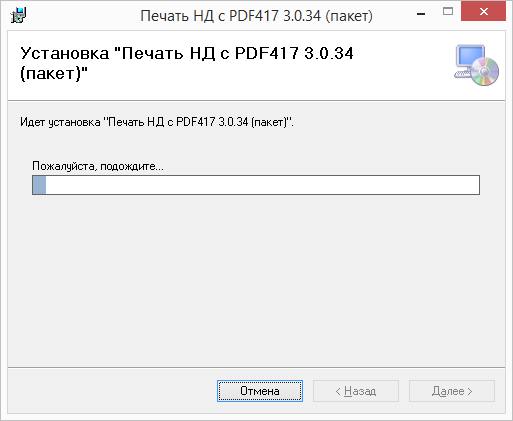 Печать НД с PDF417 3.0.34 (пакет)
Установка "Печать НД с PDF417 3.0.34
(пакет)"
Идет установка "Печать НД с PDF417 3.0.34 (пакет)".
Пожалуйста, подождите...
Отмена
< Назад
Далее >